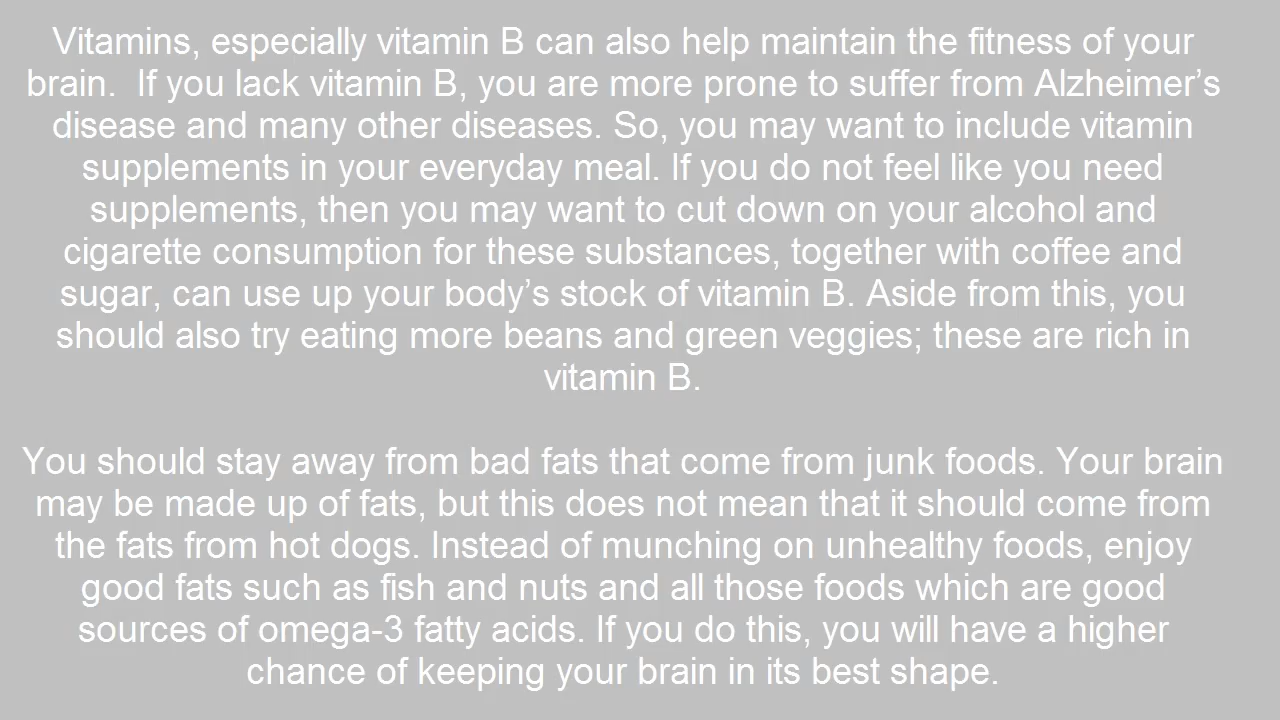 Vitamins, especially vitamin B can also help maintain the fitness of your
brain.  If you lack vitamin B, you are more prone to suffer from Alzheimer’s
disease and many other diseases. So, you may want to include vitamin
supplements in your everyday meal. If you do not feel like you need
supplements, then you may want to cut down on your alcohol and
cigarette consumption for these substances, together with coffee and
sugar, can use up your body’s stock of vitamin B. Aside from this, you
should also try eating more beans and green veggies; these are rich in
vitamin B.
You should stay away from bad fats that come from junk foods. Your brain
may be made up of fats, but this does not mean that it should come from
the fats from hot dogs. Instead of munching on unhealthy foods, enjoy
good fats such as fish and nuts and all those foods which are good
sources of omega-3 fatty acids. If you do this, you will have a higher
chance of keeping your brain in its best shape.